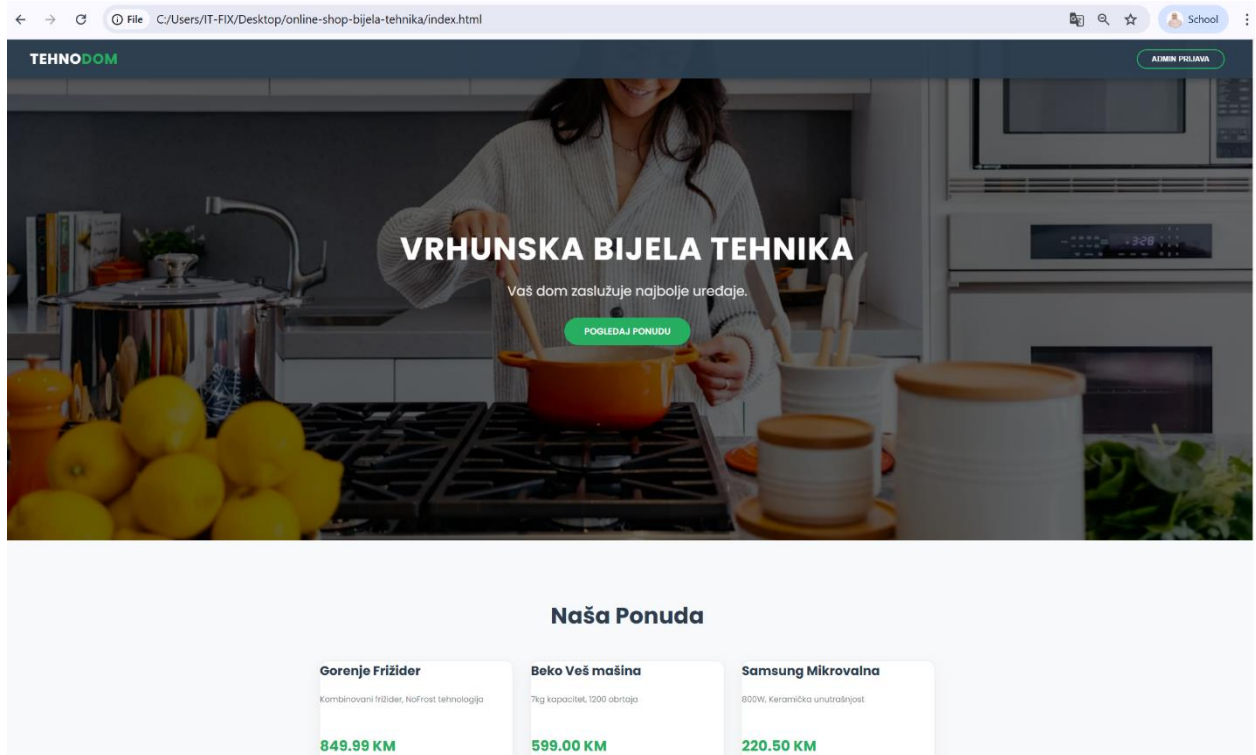 File C:/Users/IT-FIX/Desktop/online-shop-bijela-tehnika/index.html
School
TEHNODOM
ADMIN PRIJAVA
VRHUNSKA BIJELA TEHNIKA
Vaš dom zaslužuje najbolje uređaje.
POGLEDAJ PONUDU
Naša Ponuda
Gorenje Frižider
Beko Veš mašina
Samsung Mikrovalna
Kombinovani frižider, NoFrost tehnologija
7kg kapacitet, 1200 obrtaja
800W, Keramička unutrašnjost
849.99 KM
599.00 KM
220.50 KM